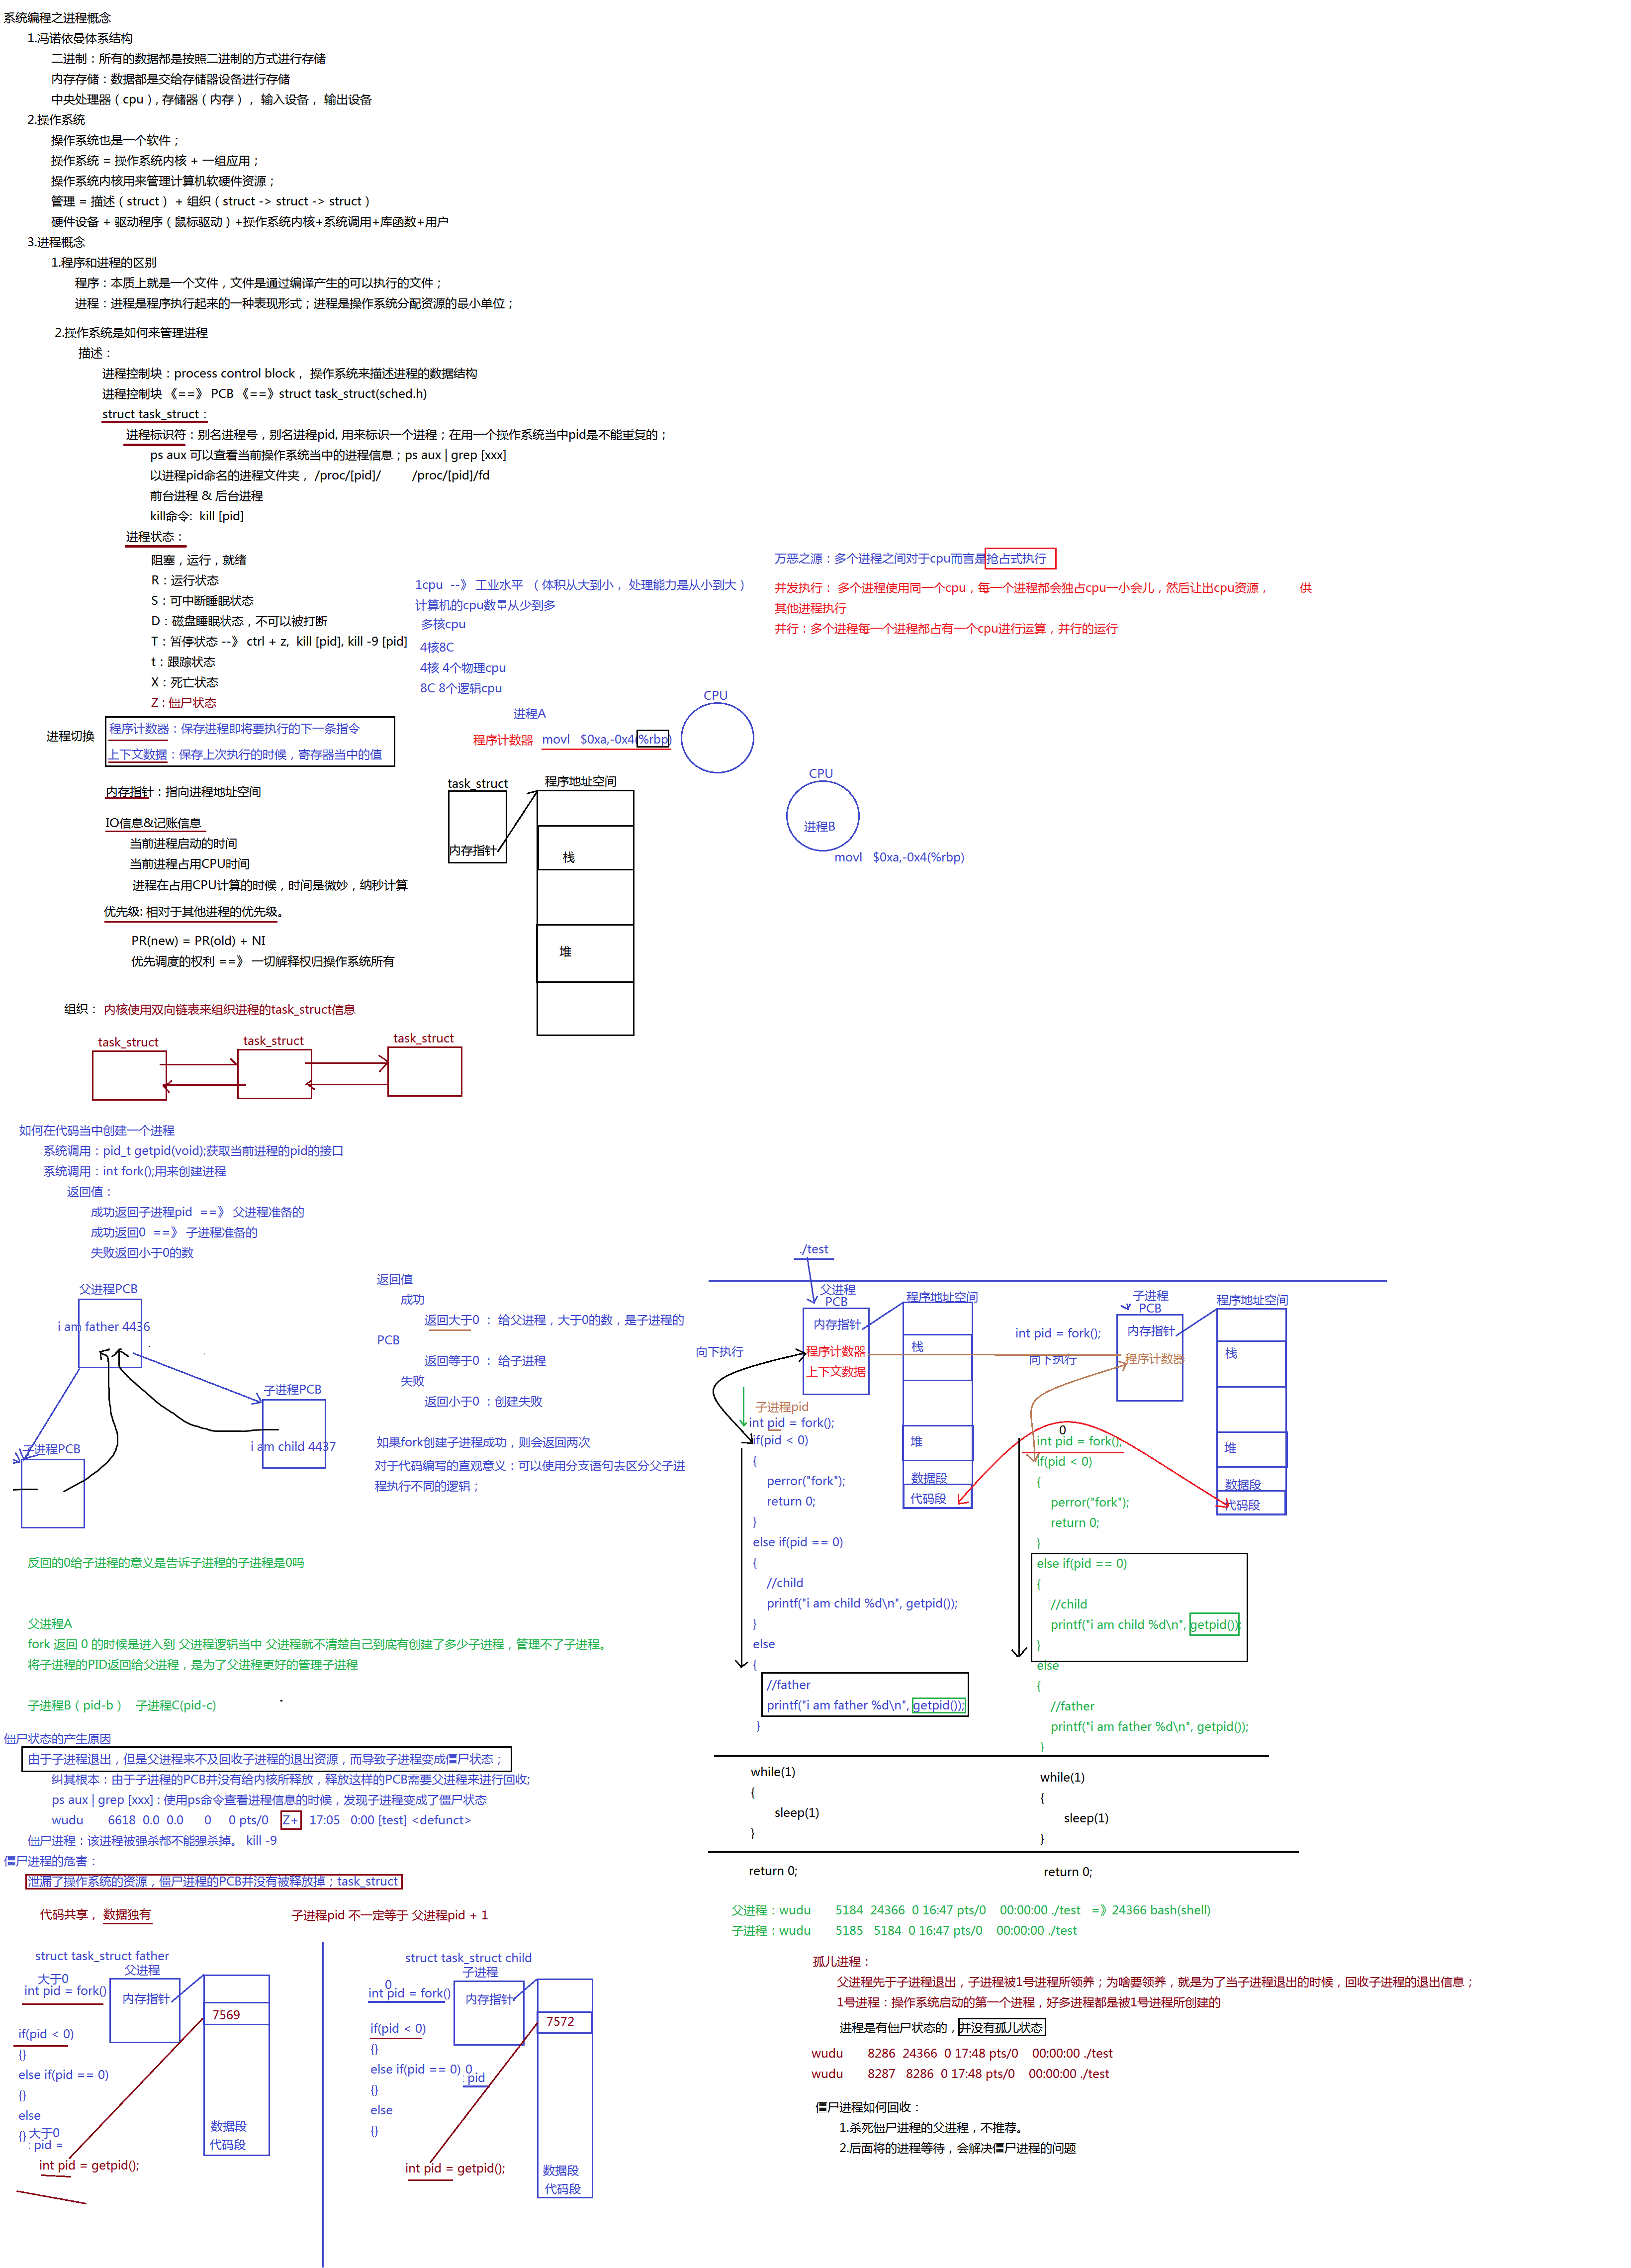 系统编程之进程概念
1.冯诺依曼体系结构
二进制：所有的数据都是按照二进制的方式进行存储
内存存储：数据都是交给存储器设备进行存储
中央处理器（cpu）, 存储器（内存）， 输入设备， 输出设备
2.操作系统
操作系统也是一个软件；
操作系统 = 操作系统内核 + 一组应用；
操作系统内核用来管理计算机软硬件资源；
管理 = 描述（struct） + 组织（struct -> struct -> struct ）
硬件设备 + 驱动程序（鼠标驱动）+操作系统内核+系统调用+库函数+用户
3.进程概念
1.程序和进程的区别
程序：本质上就是一个文件，文件是通过编译产生的可以执行的文件；
进程：进程是程序执行起来的一种表现形式；进程是操作系统分配资源的最小单位；
2.操作系统是如何来管理进程
描述：
进程控制块：process control block， 操作系统来描述进程的数据结构
进程控制块 《==》 PCB 《==》struct task_struct(sched.h)
struct task_struct：
进程标识符：别名进程号，别名进程pid, 用来标识一个进程；在用一个操作系统当中pid是不能重复的；
ps aux 可以查看当前操作系统当中的进程信息；ps aux | grep [xxx]
以进程pid命名的进程文件夹， /proc/[pid]/ /proc/[pid]/fd
前台进程 & 后台进程
kill命令: kill [pid]
进程状态：
阻塞，运行，就绪
R：运行状态
S：可中断睡眠状态
D：磁盘睡眠状态，不可以被打断
T：暂停状态 --》 ctrl + z, kill [pid], kill -9 [pid]
t：跟踪状态
X：死亡状态
Z：僵尸状态
1cpu --》 工业水平 （体积从大到小， 处理能力是从小到大）
计算机的cpu数量从少到多
多核cpu
4核8C
4核 4个物理cpu
8C 8个逻辑cpu
万恶之源：多个进程之间对于cpu而言是抢占式执行
并发执行： 多个进程使用同一个cpu，每一个进程都会独占cpu一小会儿，然后让出cpu资源， 供
其他进程执行
并行：多个进程每一个进程都占有一个cpu进行运算，并行的运行
进程切换
程序计数器：保存进程即将要执行的下一条指令
上下文数据：保存上次执行的时候，寄存器当中的值
进程A
程序计数器 movl $0xa,-0x4(%rbp)
CPU
CPU
进程B
movl $0xa,-0x4(%rbp)
内存指针：指向进程地址空间
IO信息&记账信息
当前进程启动的时间
当前进程占用CPU时间
进程在占用CPU计算的时候，时间是微妙，纳秒计算
优先级: 相对于其他进程的优先级。
PR(new) = PR(old) + NI
优先调度的权利 ==》 一切解释权归操作系统所有
task_struct
内存指针
程序地址空间
栈
堆
组织： 内核使用双向链表来组织进程的task_struct信息
task_struct
task_struct
task_struct
如何在代码当中创建一个进程
系统调用：pid_t getpid(void);获取当前进程的pid的接口
系统调用：int fork();用来创建进程
返回值：
成功返回子进程pid ==》 父进程准备的
成功返回0 ==》 子进程准备的
失败返回小于0的数
父进程PCB
i am father 4436
子进程PCB
i am child 4437
子进程PCB
返回值
成功
返回大于0 ： 给父进程，大于0的数，是子进程的
PCB
返回等于0 ： 给子进程
失败
返回小于0 ：创建失败
如果fork创建子进程成功，则会返回两次
对于代码编写的直观意义：可以使用分支语句去区分父子进
程执行不同的逻辑；
反回的0给子进程的意义是告诉子进程的子进程是0吗
父进程A
fork 返回 0 的时候是进入到 父进程逻辑当中 父进程就不清楚自己到底有创建了多少子进程，管理不了子进程。
将子进程的PID返回给父进程，是为了父进程更好的管理子进程
子进程B（pid-b） 子进程C(pid-c)
./test
父进程
PCB
内存指针
程序计数器
上下文数据
程序地址空间
栈
堆
数据段
代码段
向下执行
子进程pid
int pid = fork();
if(pid < 0)
{
perror("fork");
return 0;
}
else if(pid == 0)
{
//child
printf("i am child %d\n", getpid());
}
else
{
//father
printf("i am father %d\n", getpid());
}
while(1)
{
sleep(1)
}
return 0;
子进程
PCB
内存指针
程序计数器
程序地址空间
栈
堆
数据段
代码段
int pid = fork();
向下执行
0
int pid = fork();
if(pid < 0)
{
perror("fork");
return 0;
}
else if(pid == 0)
{
//child
printf("i am child %d\n", getpid());
}
else
{
//father
printf("i am father %d\n", getpid());
}
while(1)
{
sleep(1)
}
return 0;
僵尸状态的产生原因
由于子进程退出，但是父进程来不及回收子进程的退出资源，而导致子进程变成僵尸状态；
纠其根本：由于子进程的PCB并没有给内核所释放，释放这样的PCB需要父进程来进行回收;
ps aux | grep [xxx] : 使用ps命令查看进程信息的时候，发现子进程变成了僵尸状态
wudu 6618 0.0 0.0 0 0 pts/0 Z+ 17:05 0:00 [test] <defunct>
僵尸进程：该进程被强杀都不能强杀掉。 kill -9
僵尸进程的危害：
泄漏了操作系统的资源，僵尸进程的PCB并没有被释放掉；task_struct
代码共享， 数据独有
子进程pid 不一定等于 父进程pid + 1
父进程：wudu 5184 24366 0 16:47 pts/0 00:00:00 ./test =》24366 bash(shell)
子进程：wudu 5185 5184 0 16:47 pts/0 00:00:00 ./test
孤儿进程：
父进程先于子进程退出，子进程被1号进程所领养；为啥要领养，就是为了当子进程退出的时候，回收子进程的退出信息；
1号进程：操作系统启动的第一个进程，好多进程都是被1号进程所创建的
进程是有僵尸状态的，并没有孤儿状态
wudu 8286 24366 0 17:48 pts/0 00:00:00 ./test
wudu 8287 8286 0 17:48 pts/0 00:00:00 ./test
僵尸进程如何回收：
1.杀死僵尸进程的父进程，不推荐。
2.后面将的进程等待，会解决僵尸进程的问题
struct task_struct father
大于0
父进程
int pid = fork()
内存指针
7569
if(pid < 0)
{}
else if(pid == 0)
{}
else
{} 大于0
: pid =
int pid = getpid();
数据段
代码段
struct task_struct child
0
子进程
int pid = fork()
内存指针
7572
if(pid < 0)
{}
else if(pid == 0) 0
: pid
{}
else
{}
int pid = getpid();
数据段
代码段